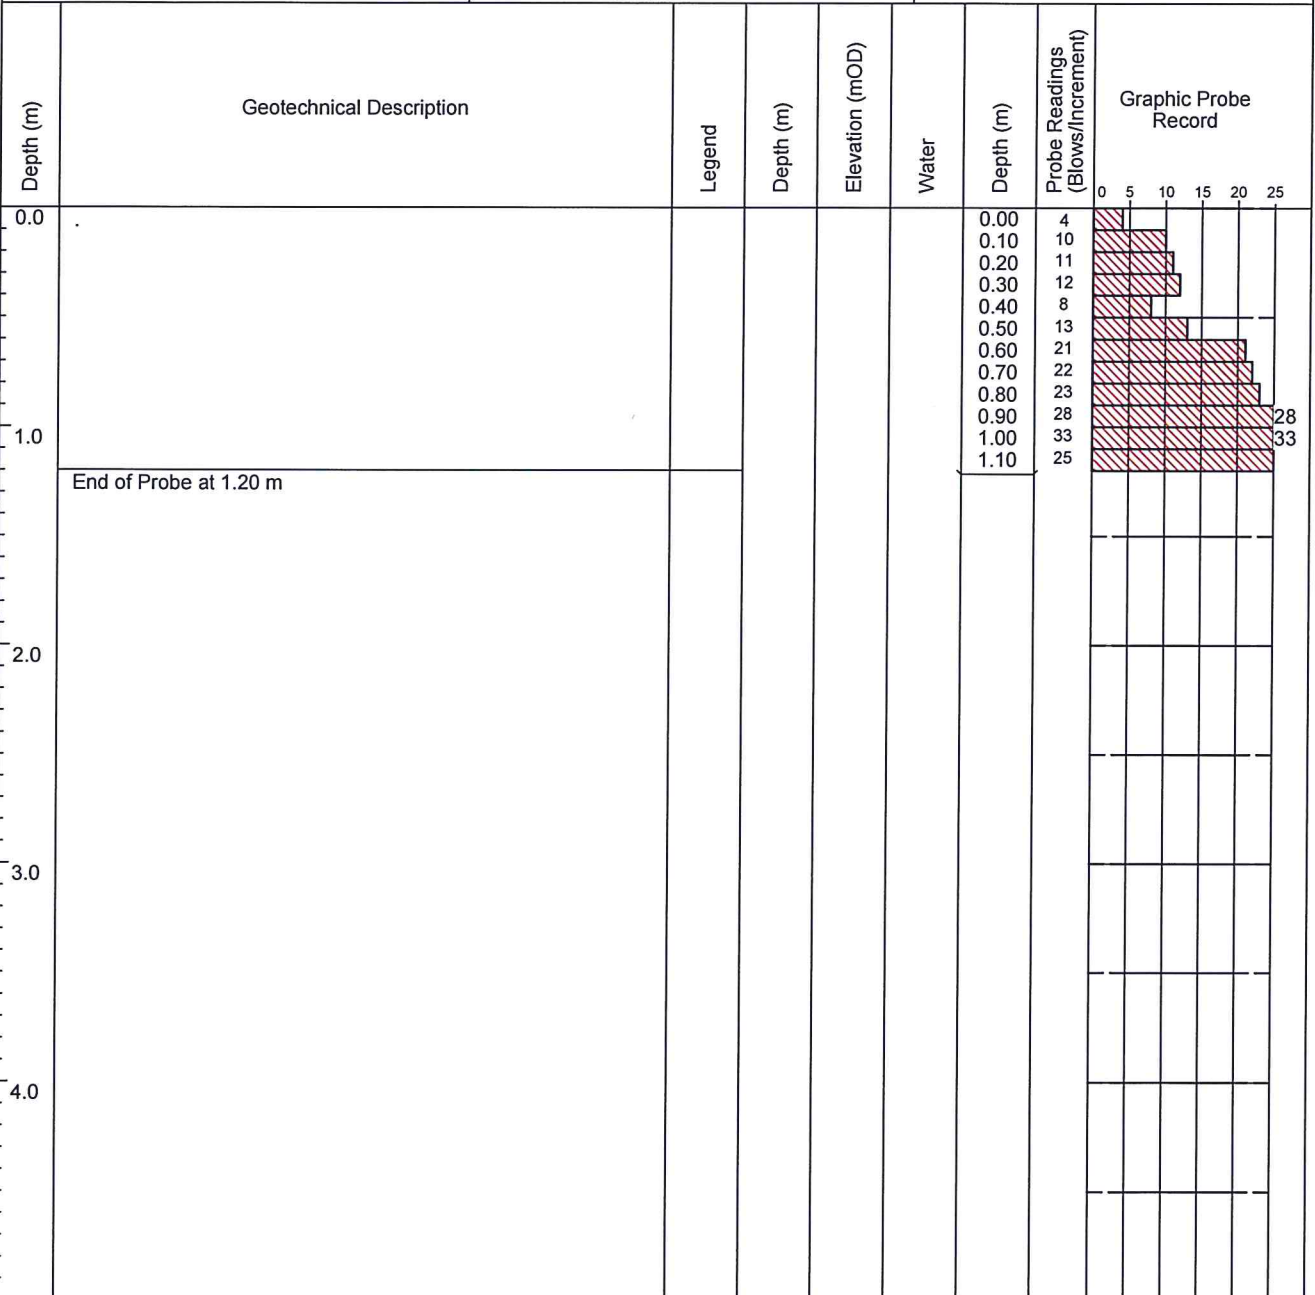 Depth (m)
Geotechnical Description
Legend
Depth (m)
Elevation (mOD)
Water
Depth (m)
Probe Readings
(Blows/Increment)
Graphic Probe
Record
0 5 10 15 20 25
0.0
0.00 4
0.10 10
0.20 11
0.30 12
0.40 8
0.50 13
0.60 21
0.70 22
0.80 23
0.90 28 28
1.0
1.00 33 33
1.10 25
End of Probe at 1.20 m
2.0
3.0
4.0